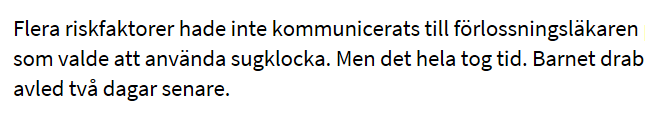 Flera riskfaktorer hade inte kommunicerats till förlossningsläkaren
som valde att använda sugklocka. Men det hela tog tid. Barnet drab
avled två dagar senare.